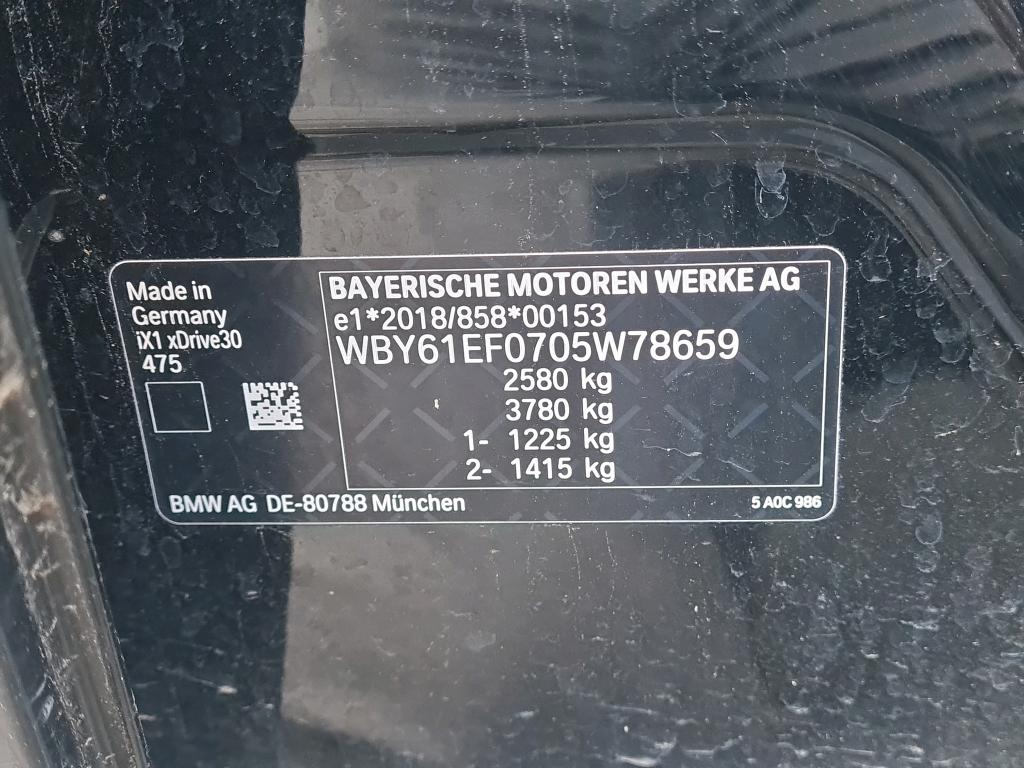 Made in
Germany
iX1 xDrive30
475
BAYERISCHE MOTOREN WERKE AG
e1*2018/858*00153
WBY61EF0705W78659
2580 kg
3780 kg
1- 1225 kg
2- 1415 kg
BMW AG DE-80788 München
5 A0C 986